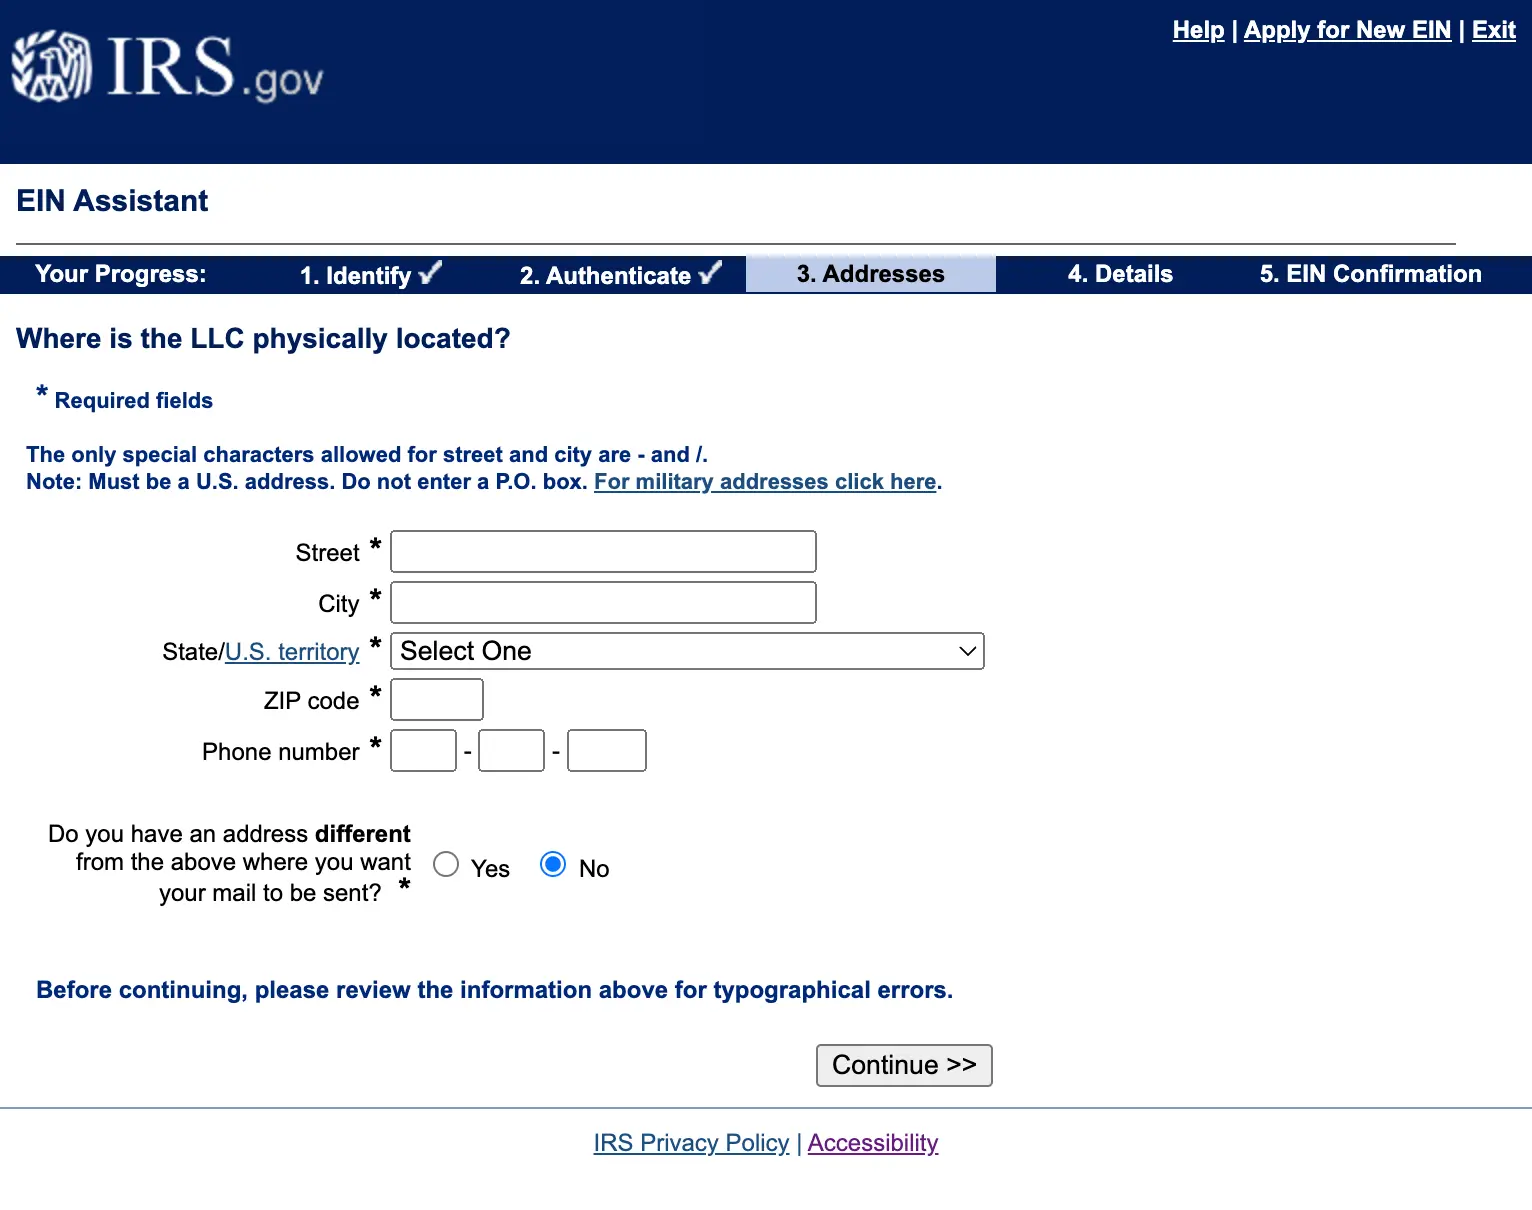 IRS.gov
Help | Apply for New EIN | Exit
EIN Assistant
Your Progress: 1. Identify ✓ 2. Authenticate ✓ 3. Addresses 4. Details 5. EIN Confirmation
Where is the LLC physically located?
* Required fields
The only special characters allowed for street and city are - and /.
Note: Must be a U.S. address. Do not enter a P.O. box. For military addresses click here.
Street *
City *
State/U.S. territory * Select One
ZIP code *
Phone number * - -
Do you have an address different
from the above where you want
your mail to be sent? *
Yes No
Before continuing, please review the information above for typographical errors.
Continue >>
IRS Privacy Policy | Accessibility